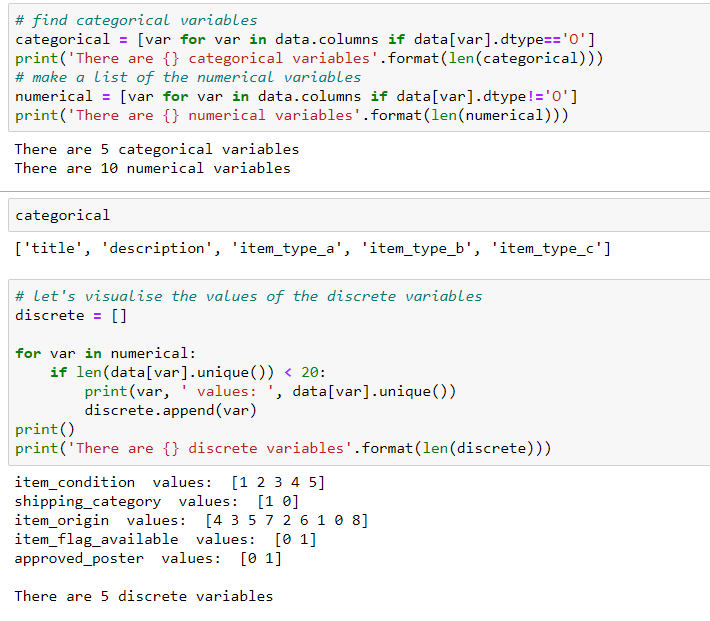 # find categorical variables
categorical = [var for var in data.columns if data[var].dtype=='O']
print('There are {} categorical variables'.format(len(categorical)))
# make a list of the numerical variables
numerical = [var for var in data.columns if data[var].dtype!='O']
print('There are {} numerical variables'.format(len(numerical)))
There are 5 categorical variables
There are 10 numerical variables
categorical
['title', 'description', 'item_type_a', 'item_type_b', 'item_type_c']
# let's visualise the values of the discrete variables
discrete = []
for var in numerical:
    if len(data[var].unique()) < 20:
        print(var, ' values: ', data[var].unique())
        discrete.append(var)
print()
print('There are {} discrete variables'.format(len(discrete)))
item_condition  values:  [1 2 3 4 5]
shipping_category  values:  [1 0]
item_origin  values:  [4 3 5 7 2 6 1 0 8]
item_flag_available  values:  [0 1]
approved_poster  values:  [0 1]
There are 5 discrete variables